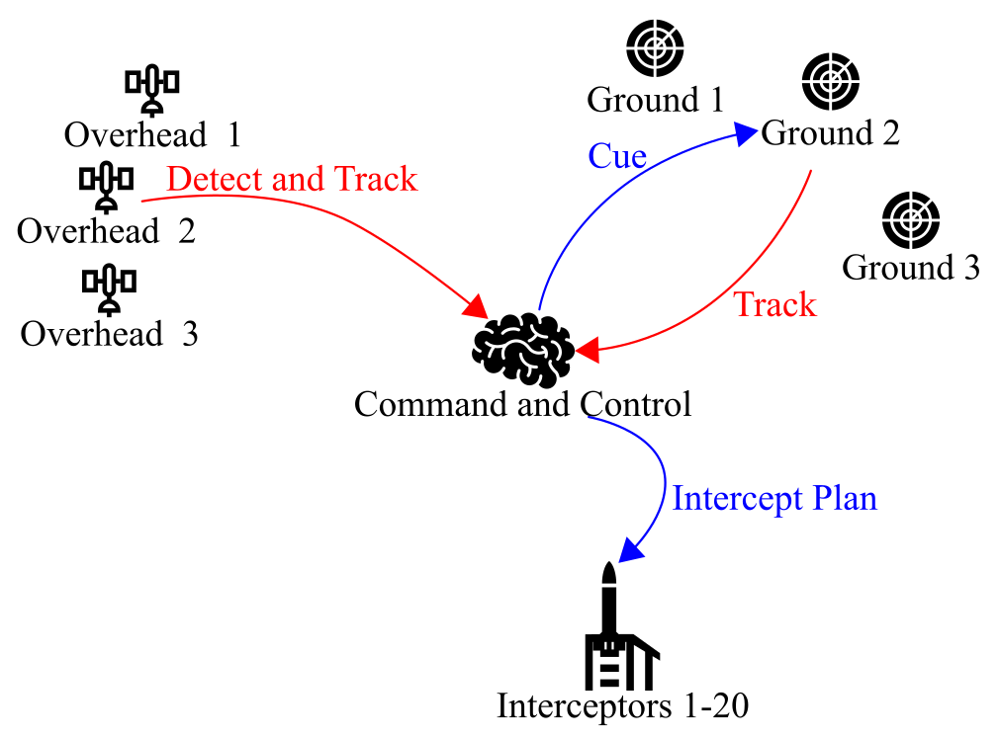 Ground 1
Overhead 1
Ground 2
Cue
Detect and Track
Overhead 2
Ground 3
Track
Overhead 3
Command and Control
Intercept Plan
Interceptors 1-20